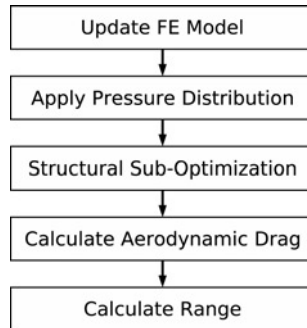 Update FE Model
Apply Pressure Distribution
Structural Sub-Optimization
Calculate Aerodynamic Drag
Calculate Range